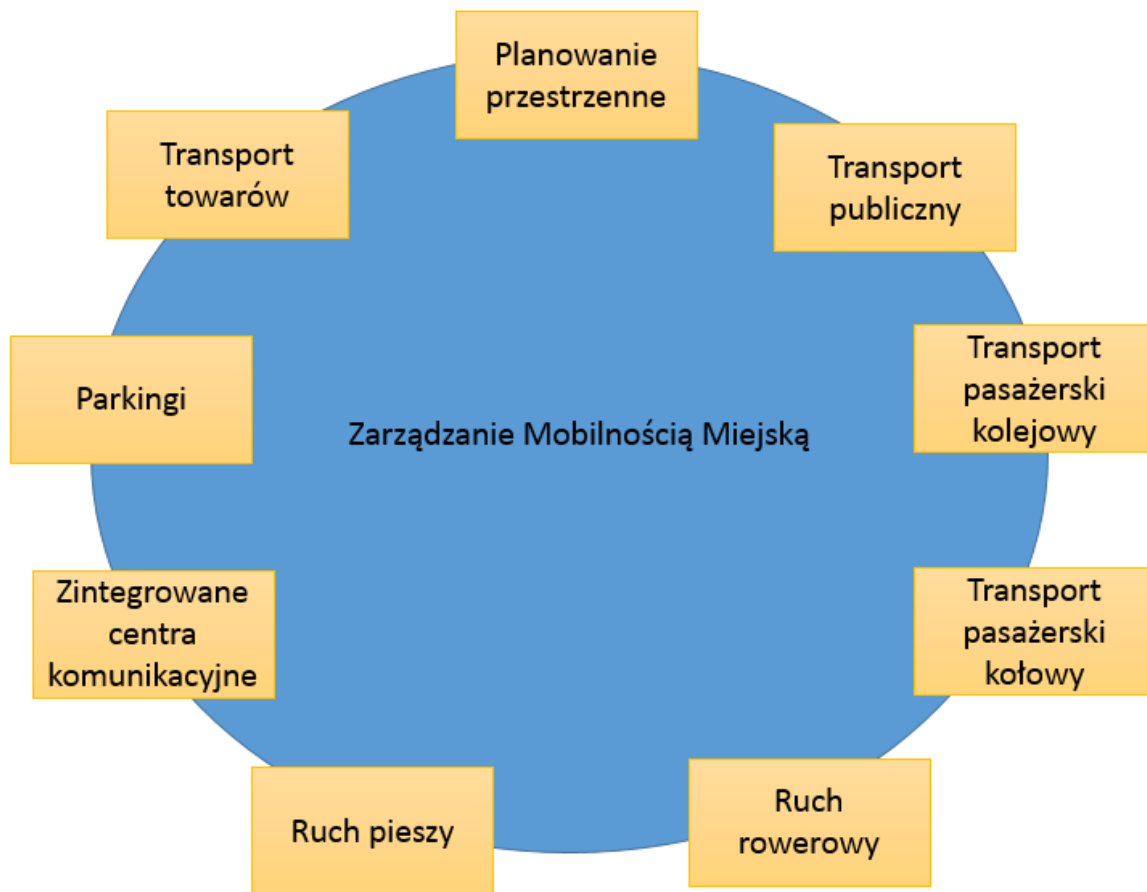 Planowanie
przestrzenne
Transport
towarów
Transport
publiczny
Parkingi
Zarządzanie Mobilnością Miejską
Transport
pasażerski
kolejowy
Zintegrowane
centra
komunikacyjne
Transport
pasażerski
kołowy
Ruch pieszy
Ruch
rowerowy